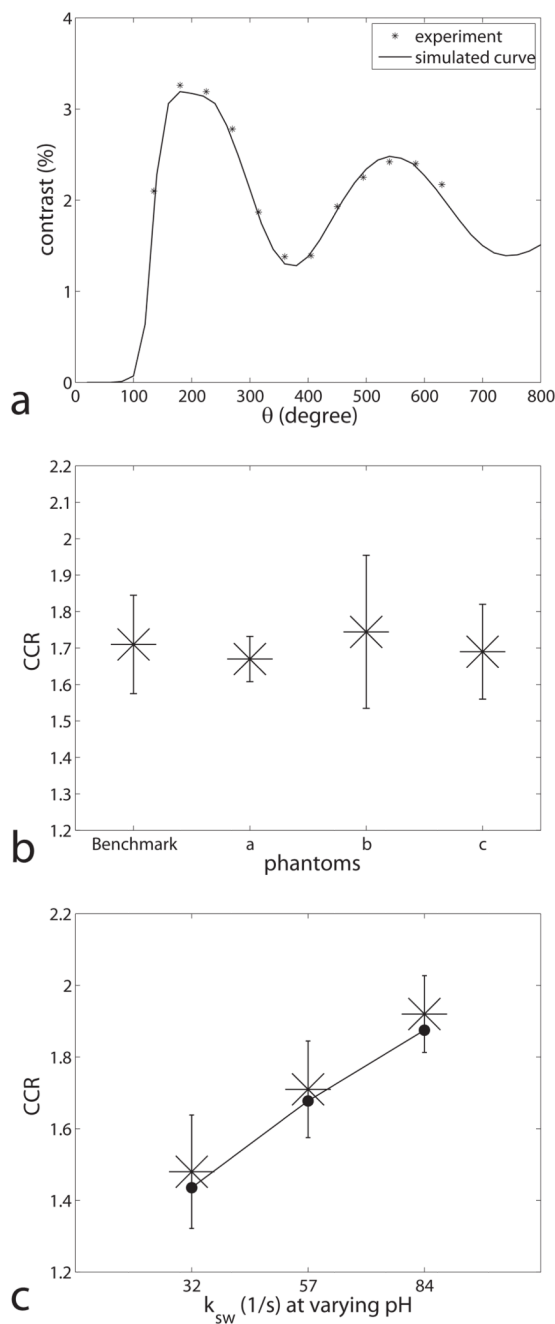 4
3
2
1
0
contrast (%)
experiment
simulated curve
0 100 200 300 400 500 600 700 800
θ (degree)
a
2.2
2.1
2
1.9
1.8
1.7
1.6
1.5
1.4
1.3
1.2
CCR
Benchmark a b c
phantoms
b
2.2
2
1.8
1.6
1.4
1.2
CCR
32 57 84
k_sw (1/s) at varying pH
c